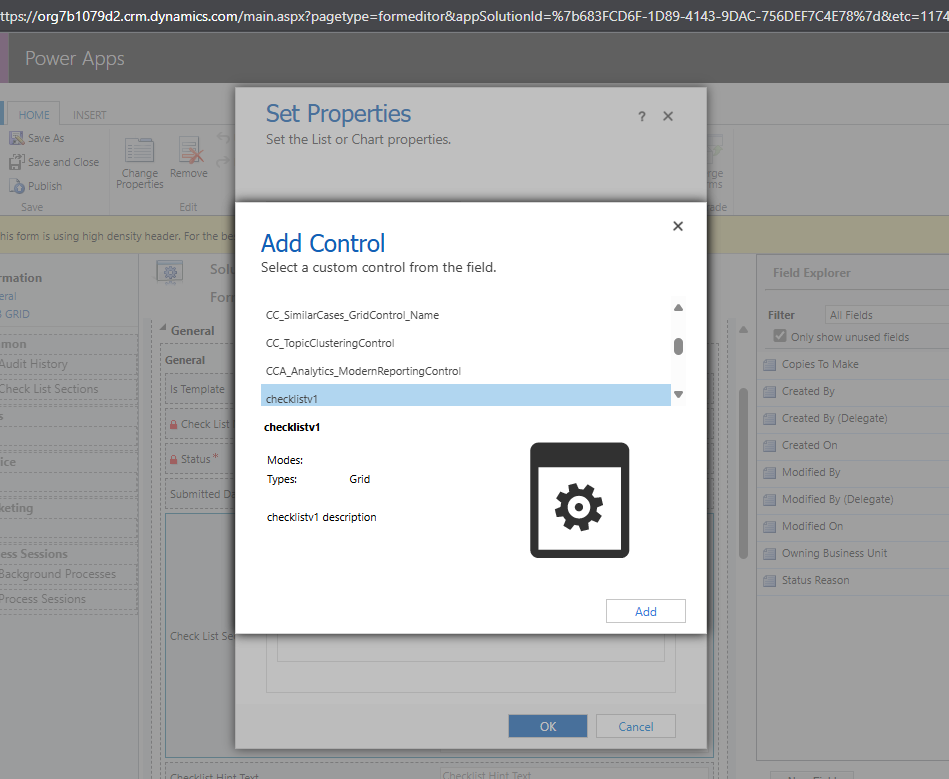 ttps://org7b1079d2.crm.dynamics.com/main.aspx?pagetype=formeditor&appSolutionId=%7b683FCD6F-1D89-4143-9DAC-756DEF7C4E78%7d&etc=1174
Power Apps
HOME
INSERT
Save As
Save and Close
Publish
Save
Change Properties
Remove
Edit
his form is using high density header. For the be
rmation
eral
GRID
mon
Audit History
Check List Sections
s
ice
keting
ess Sessions
Background Processes
Process Sessions
Solu
Form
General
General
Is Template
Check List
Status*
Submitted Da
Check List Se
Checklist Hint Text
Checklist Hint Text
Set Properties
? ×
Set the List or Chart properties.
Add Control
×
Select a custom control from the field.
CC_SimilarCases_GridControl_Name
CC_TopicClusteringControl
CCA_Analytics_ModernReportingControl
checklistv1
checklistv1
Modes:
Types: Grid
checklistv1 description
Add
OK
Cancel
rge
ms
ade
Field Explorer
Filter
All Fields
Only show unused fields
Copies To Make
Created By
Created By (Delegate)
Created On
Modified By
Modified By (Delegate)
Modified On
Owning Business Unit
Status Reason